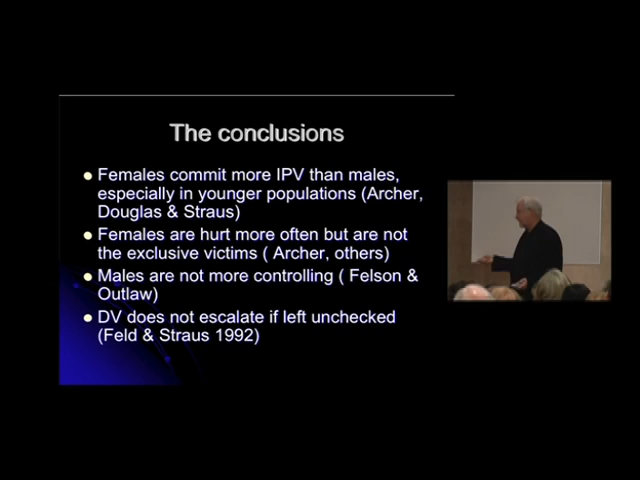 The conclusions
Females commit more IPV than males,
especially in younger populations (Archer,
Douglas & Straus)
Females are hurt more often but are not
the exclusive victims ( Archer, others)
Males are not more controlling ( Felson &
Outlaw)
DV does not escalate if left unchecked
(Feld & Straus 1992)